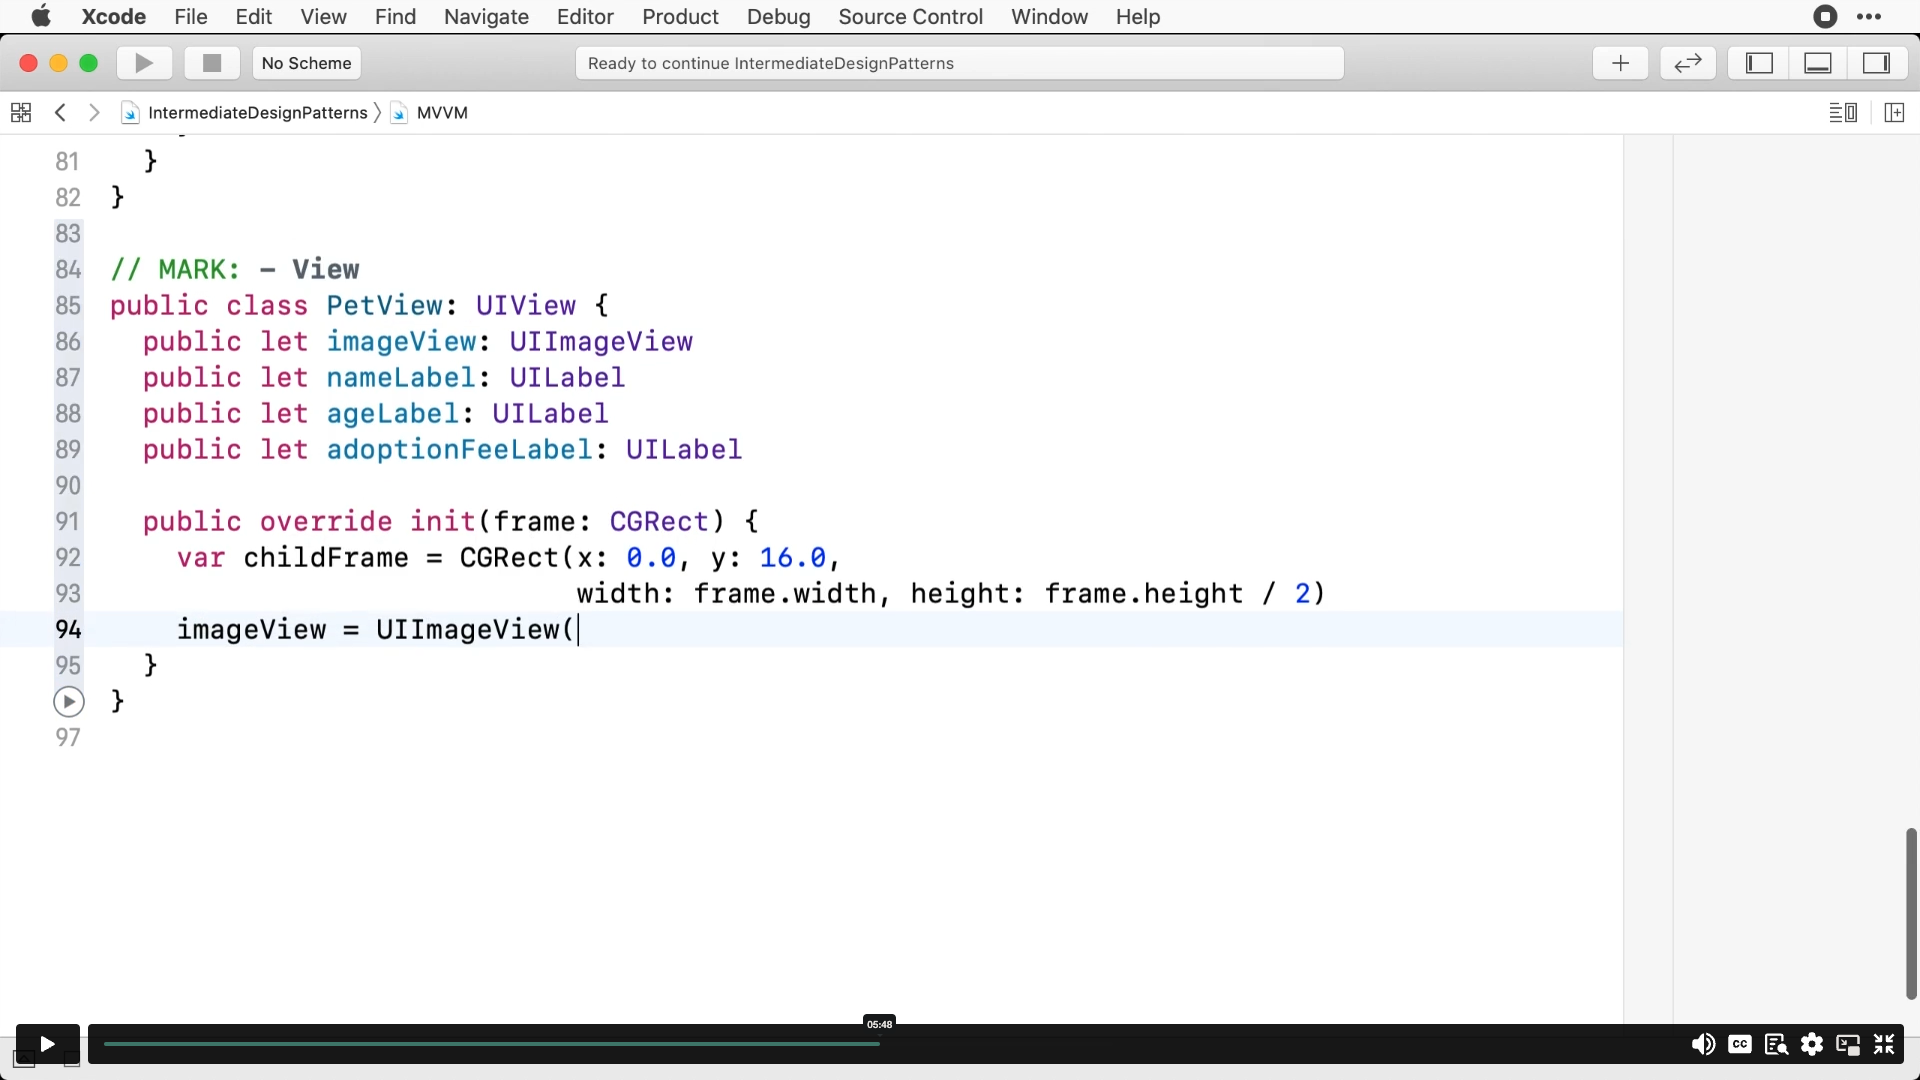 Xcode File Edit View Find Navigate Editor Product Debug Source Control Window Help
No Scheme
Ready to continue IntermediateDesignPatterns
IntermediateDesignPatterns 〉 MVVM
81 }
82 }
83
84 // MARK: - View
85 public class PetView: UIView {
86 public let imageView: UIImageView
87 public let nameLabel: UILabel
88 public let ageLabel: UILabel
89 public let adoptionFeeLabel: UILabel
90
91 public override init(frame: CGRect) {
92 var childFrame = CGRect(x: 0.0, y: 16.0,
93 width: frame.width, height: frame.height / 2)
94 imageView = UIImageView(
95 }
}
97
05:48
CC